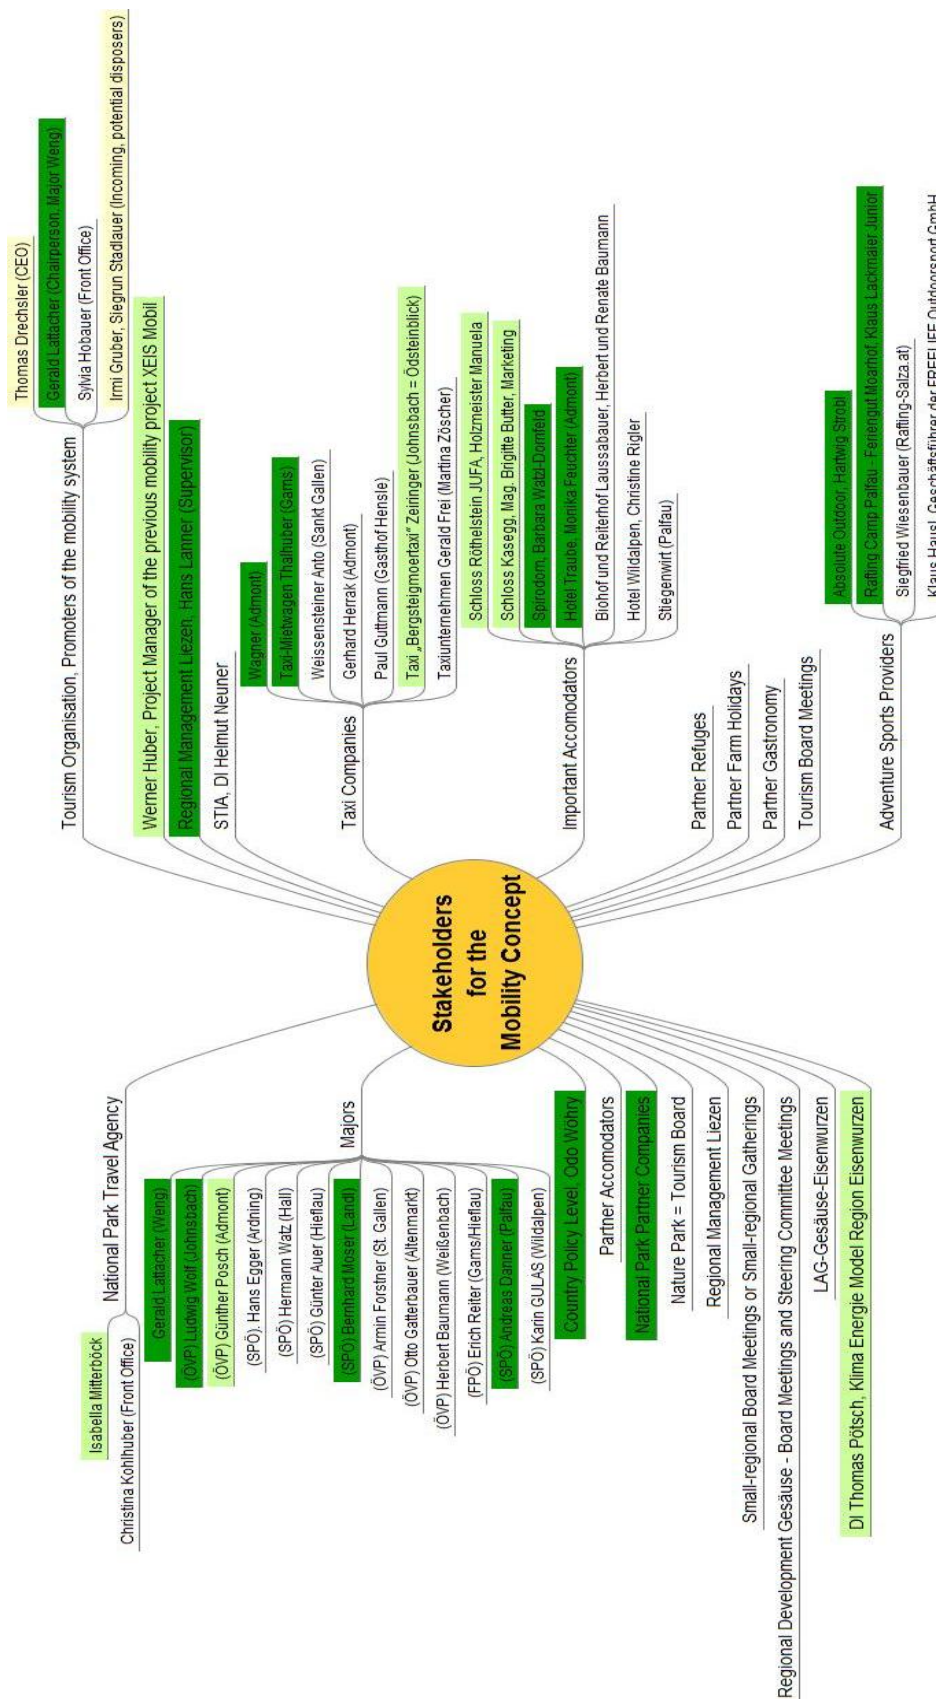 Stakeholders
for the
Mobility Concept
Tourism Organisation, Promoters of the mobility system
Thomas Drechsler (CEO)
Gerald Lattacher (Chairperson, Major Weng)
Sylvia Hobauer (Front Office)
Irmi Gruber, Siegrun Stadlauer (Incoming, potential disposers)
Werner Huber, Project Manager of the previous mobility project XEIS Mobil
Regional Management Liezen, Hans Lanner (Supervisor)
STIA, DI Helmut Neuner
Taxi Companies
Wagner (Admont)
Taxi-Mietwagen Thalhuber (Gams)
Weissensteiner Anto (Sankt Gallen)
Gerhard Herrak (Admont)
Paul Guttmann (Gasthof Hensle)
Taxi „Bergsteigmoertaxi“ Zeiringer (Johnsbach = Ödsteinblick)
Taxiunternehmen Gerald Frei (Martina Zöscher)
Important Accomodators
Schloss Röthelstein JUFA, Holzmeister Manuela
Schloss Kasegg, Mag. Brigitte Butter, Marketing
Spirodom, Barbara Watzl-Dornfeld
Hotel Traube, Monika Feuchter (Admont)
Biohof und Reiterhof Laussabauer, Herbert und Renate Baumann
Hotel Wildalpen, Christine Rigler
Stiegenwirt (Palfau)
Partner Refuges
Partner Farm Holidays
Partner Gastronomy
Tourism Board Meetings
Adventure Sports Providers
Absolute Outdoor, Hartwig Strobl
Rafting Camp Palfau - Feriengut Moarhof, Klaus Lackmaier Junior
Siegfried Wiesenbauer (Rafting-Salza.at)
Klaus Hausl, Geschäftsführer der FREELIFE Outdoorsport GmbH
National Park Travel Agency
Isabella Mitterböck
Christina Kohlhuber (Front Office)
Majors
Gerald Lattacher (Weng)
(ÖVP) Ludwig Wolf (Johnsbach)
(ÖVP) Günther Posch (Admont)
(SPÖ). Hans Egger (Ardning)
(SPÖ) Hermann Watz (Hall)
(SPÖ) Günter Auer (Hieflau)
(SPÖ) Bernhard Moser (Landl)
(ÖVP) Armin Forstner (St. Gallen)
(ÖVP) Otto Gatterbauer (Altenmarkt)
(ÖVP) Herbert Baumann (Weißenbach)
(FPÖ) Erich Reiter (Gams/Hieflau)
(SPÖ) Andreas Danner (Palfau)
(SPÖ) Karin GULAS (Wildalpen)
Country Policy Level, Odo Wöhry
Partner Accomodators
National Park Partner Companies
Nature Park = Tourism Board
Regional Management Liezen
Small-regional Board Meetings or Small-regional Gatherings
Regional Development Gesäuse - Board Meetings and Steering Committee Meetings
LAG-Gesäuse-Eisenwurzen
DI Thomas Pötsch, Klima Energie Model Region Eisenwurzen